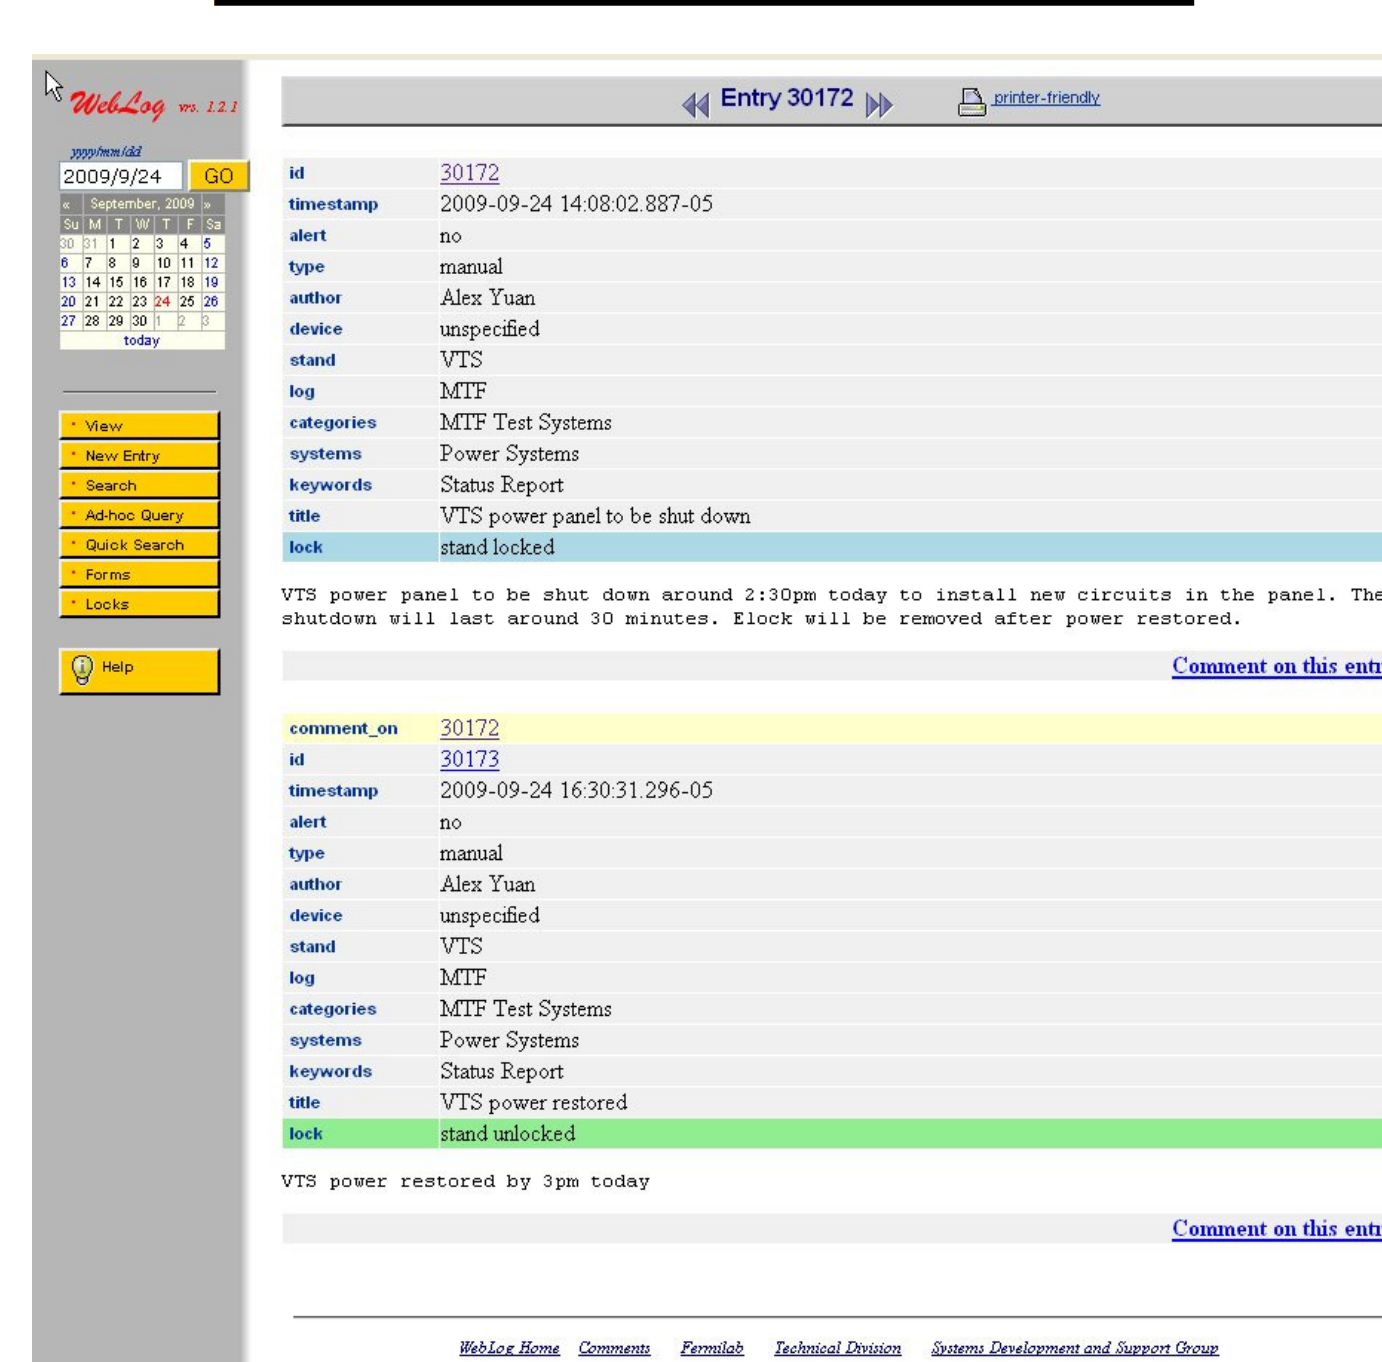 WebLog vrs. 1.2.1
yyyy/mm/dd
2009/9/24 GO
« September, 2009 »
Su M T W T F Sa
30 31 1 2 3 4 5
6 7 8 9 10 11 12
13 14 15 16 17 18 19
20 21 22 23 24 25 26
27 28 29 30 1 2 3
today
View
New Entry
Search
Ad-hoc Query
Quick Search
Forms
Locks
Help
Entry 30172 printer-friendly
id 30172
timestamp 2009-09-24 14:08:02.887-05
alert no
type manual
author Alex Yuan
device unspecified
stand VTS
log MTF
categories MTF Test Systems
systems Power Systems
keywords Status Report
title VTS power panel to be shut down
lock stand locked
VTS power panel to be shut down around 2:30pm today to install new circuits in the panel. The
shutdown will last around 30 minutes. Elock will be removed after power restored.
Comment on this entr
comment_on 30172
id 30173
timestamp 2009-09-24 16:30:31.296-05
alert no
type manual
author Alex Yuan
device unspecified
stand VTS
log MTF
categories MTF Test Systems
systems Power Systems
keywords Status Report
title VTS power restored
lock stand unlocked
VTS power restored by 3pm today
Comment on this entr
WebLog Home Comments Fermilab Technical Division Systems Development and Support Group